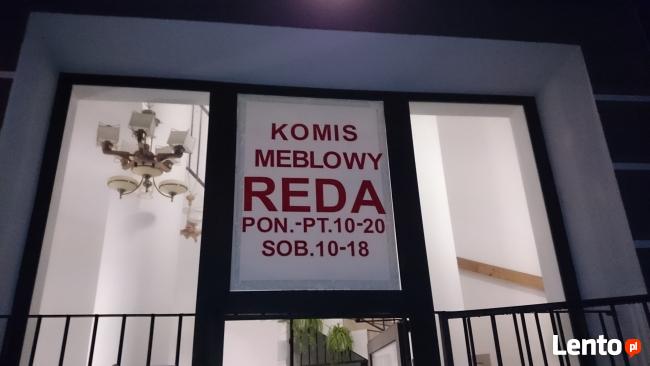 KOMIS
MEBLOWY
REDA
PON.-PT.10-20
SOB.10-18
Lento.pl